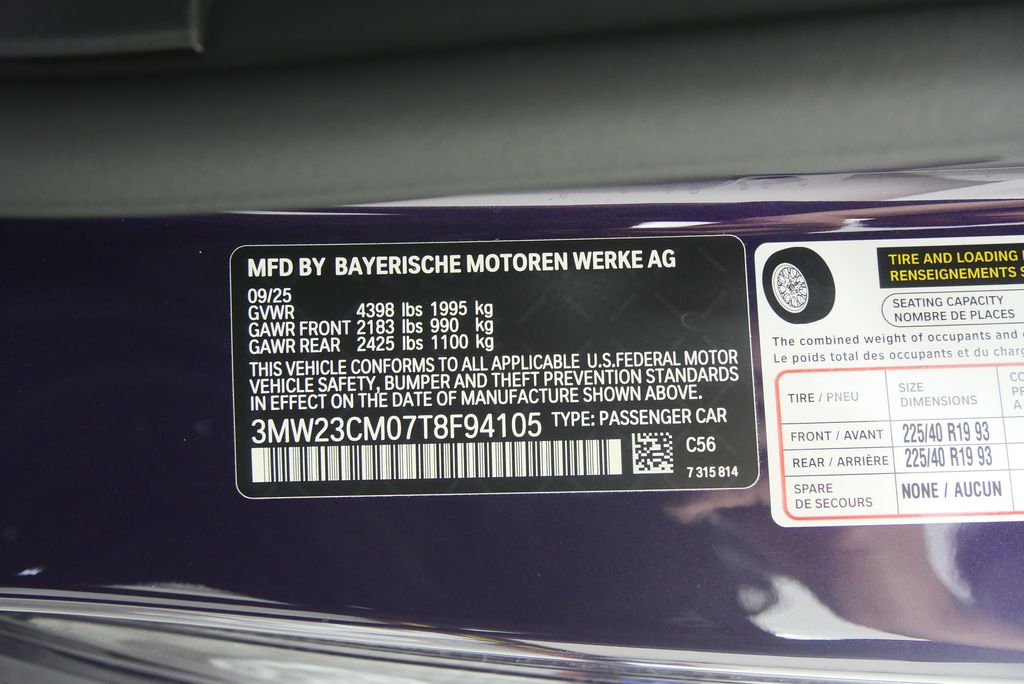 MFD BY BAYERISCHE MOTOREN WERKE AG
09/25
GVWR 4398 lbs 1995 kg
GAWR FRONT 2183 lbs 990 kg
GAWR REAR 2425 lbs 1100 kg
THIS VEHICLE CONFORMS TO ALL APPLICABLE U.S.FEDERAL MOTOR
VEHICLE SAFETY, BUMPER AND THEFT PREVENTION STANDARDS
IN EFFECT ON THE DATE OF MANUFACTURE SHOWN ABOVE.
3MW23CM07T8F94105 TYPE: PASSENGER CAR
C56
7 315 814
TIRE AND LOADING
RENSEIGNEMENTS S
SEATING CAPACITY
NOMBRE DE PLACES
The combined weight of occupants and
Le poids total des occupants et du charg
TIRE / PNEU
SIZE
DIMENSIONS
CO
PR
A
FRONT / AVANT 225/40 R19 93
REAR / ARRIÈRE 225/40 R19 93
SPARE
DE SECOURS
NONE / AUCUN